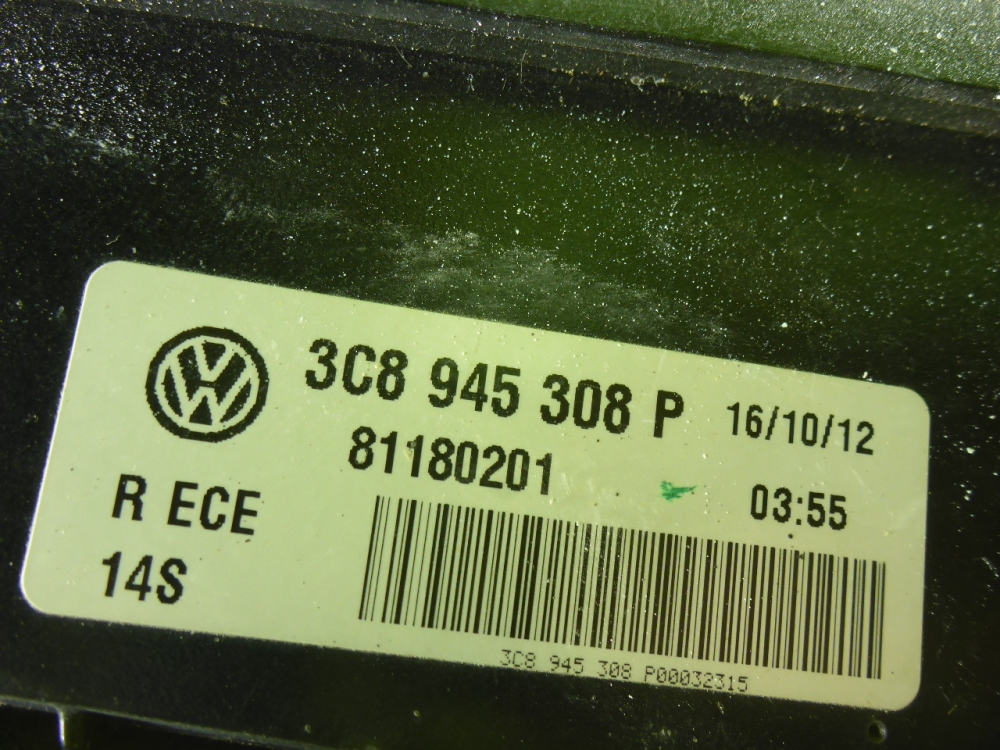 3C8 945 308 P 16/10/12
81180201
R ECE 03:55
14S
3C8 945 308 P00032315